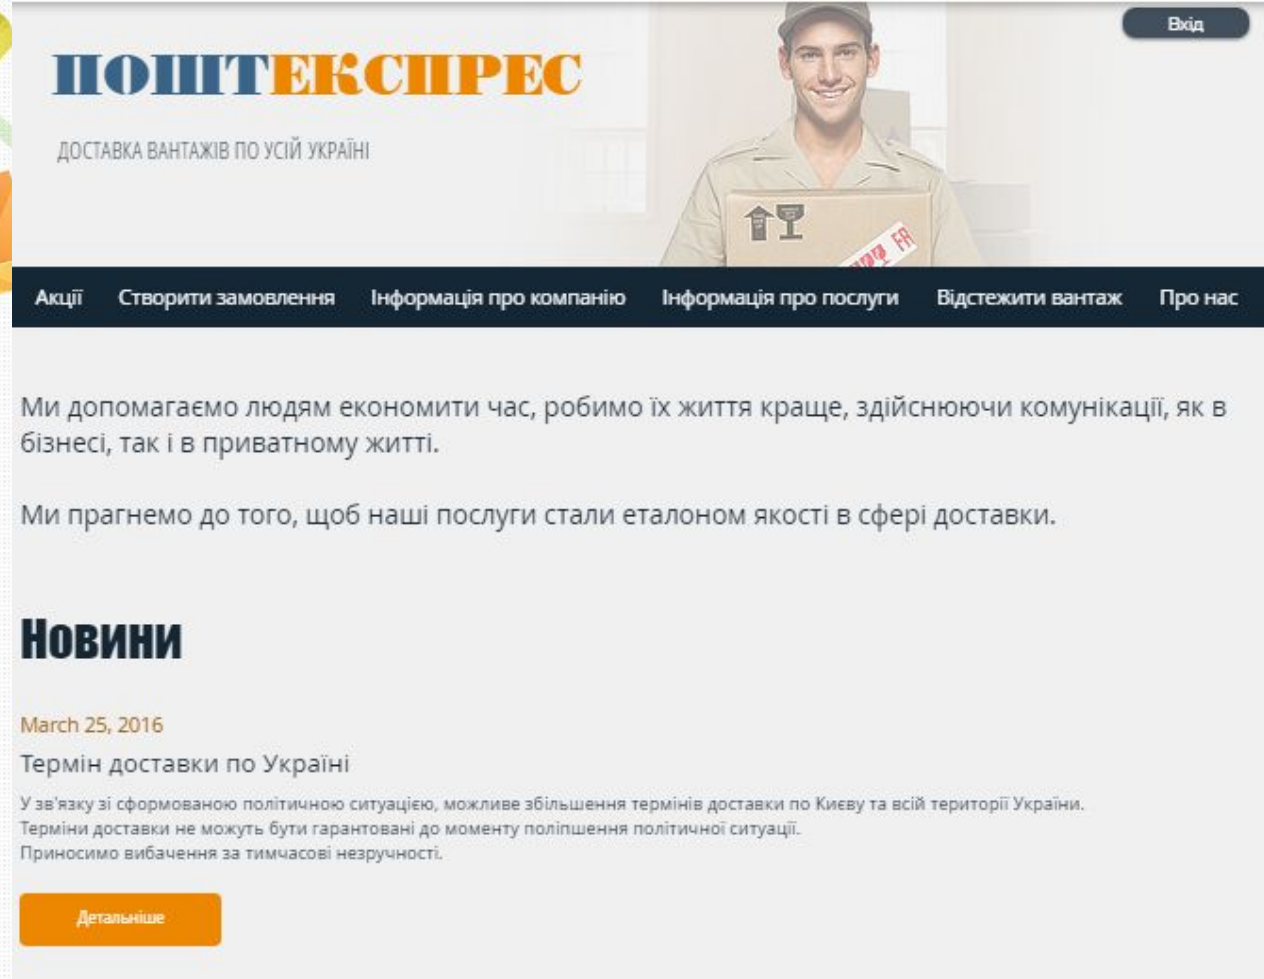 Вхід
ПОШТЕКСПРЕС
ДОСТАВКА ВАНТАЖІВ ПО УСІЙ УКРАЇНІ
FR
Акції Створити замовлення Інформація про компанію Інформація про послуги Відстежити вантаж Про нас
Ми допомагаємо людям економити час, робимо їх життя краще, здійснюючи комунікації, як в
бізнесі, так і в приватному житті.
Ми прагнемо до того, щоб наші послуги стали еталоном якості в сфері доставки.
Новини
March 25, 2016
Термін доставки по Україні
У зв'язку зі сформованою політичною ситуацією, можливе збільшення термінів доставки по Києву та всій території України.
Терміни доставки не можуть бути гарантовані до моменту поліпшення політичної ситуації.
Приносимо вибачення за тимчасові незручності.
Детальніше